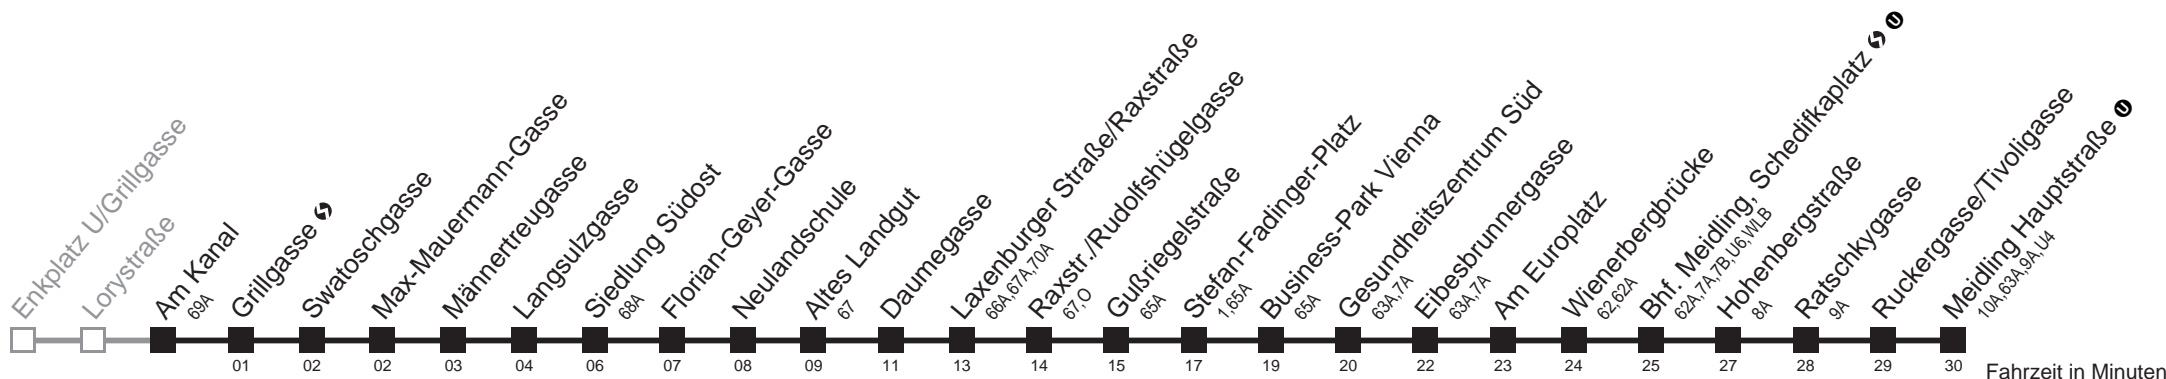 Enkplatz U/Grillgasse
Lorystraße
Am Kanal
69A
Grillgasse
Swatoschgasse
Max-Mauermann-Gasse
Männertreugasse
Langsulzgasse
Siedlung Südost
68A
Florian-Geyer-Gasse
Neulandschule
Altes Landgut
67
Daumegasse
Laxenburger Straße/Raxstraße
66A,67A,70A
Raxstr./Rudolfshügelgasse
67,O
Gußriegelstraße
65A
Stefan-Fadinger-Platz
1,65A
Business-Park Vienna
65A
Gesundheitszentrum Süd
63A,7A
Eibesbrunnergasse
63A,7A
Am Europlatz
Wienerbergbrücke
62,62A
Bhf. Meidling, Schedifkaplatz U
62A,7A,7B,U6,WLB
Hohenbergstraße
8A
Ratschkygasse
9A
Ruckergasse/Tivoligasse
Meidling Hauptstraße U
10A,63A,9A,U4
01 02 02 03 04 06 07 08 09 11 13 14 15 17 19 20 22 23 24 25 27 28 29 30 Fahrzeit in Minuten